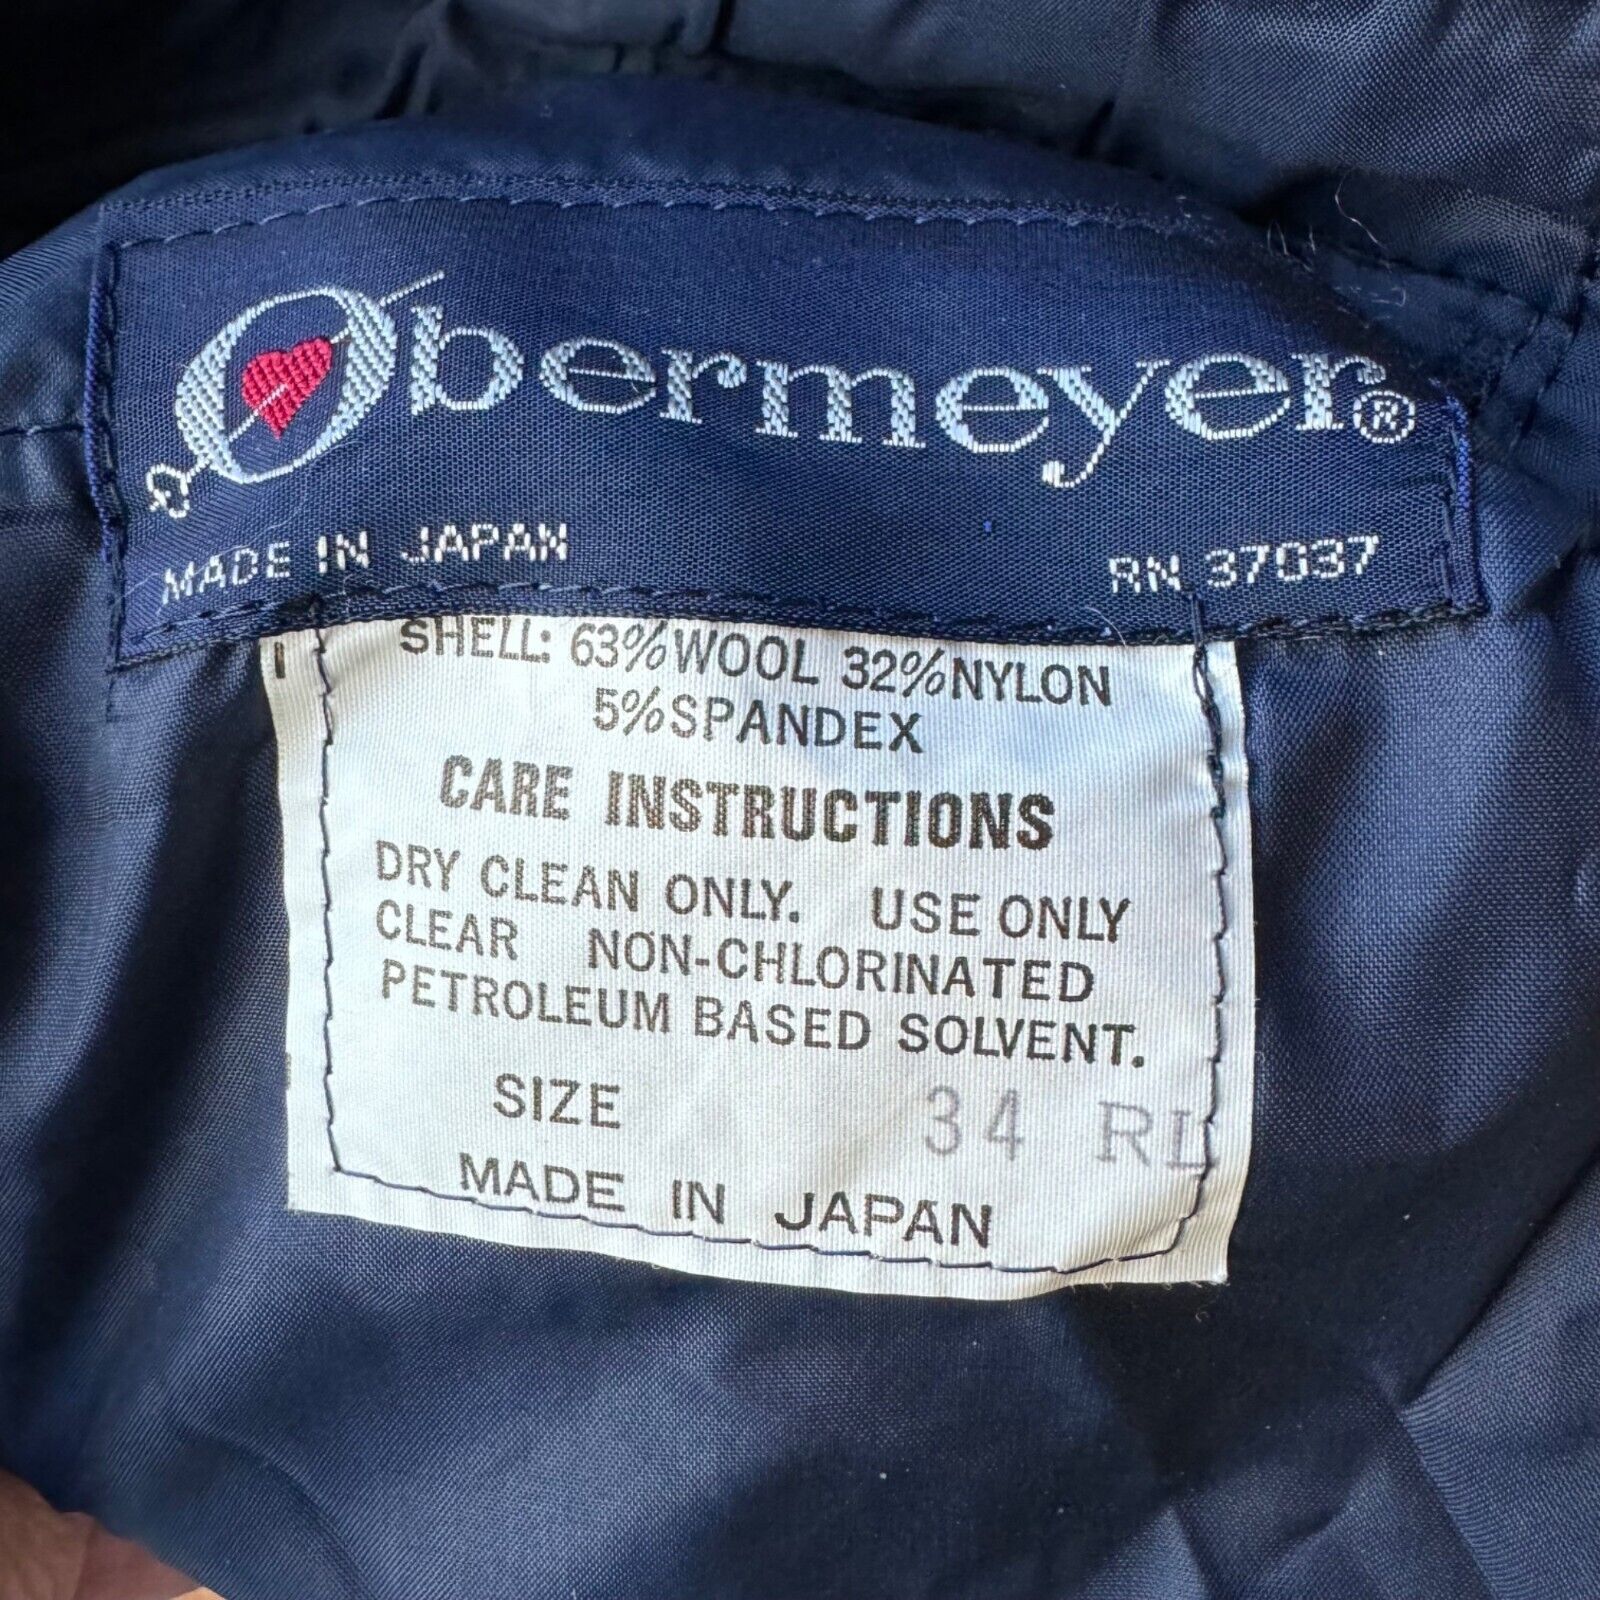 Obermeyer®
MADE IN JAPAN RN 37037
SHELL: 63% WOOL 32% NYLON
5% SPANDEX
CARE INSTRUCTIONS
DRY CLEAN ONLY. USE ONLY
CLEAR NON-CHLORINATED
PETROLEUM BASED SOLVENT.
SIZE 34 RL
MADE IN JAPAN